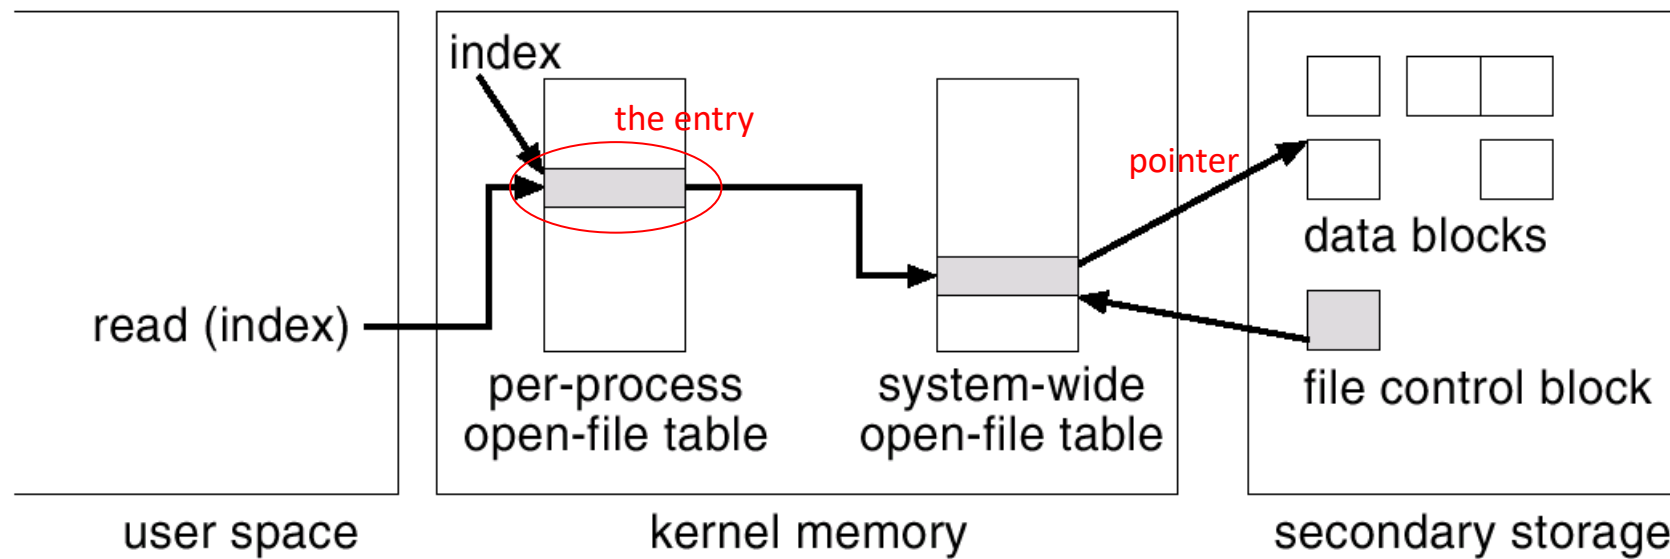 index
the entry
pointer
data blocks
read (index)
per-process
open-file table
system-wide
open-file table
file control block
user space
kernel memory
secondary storage